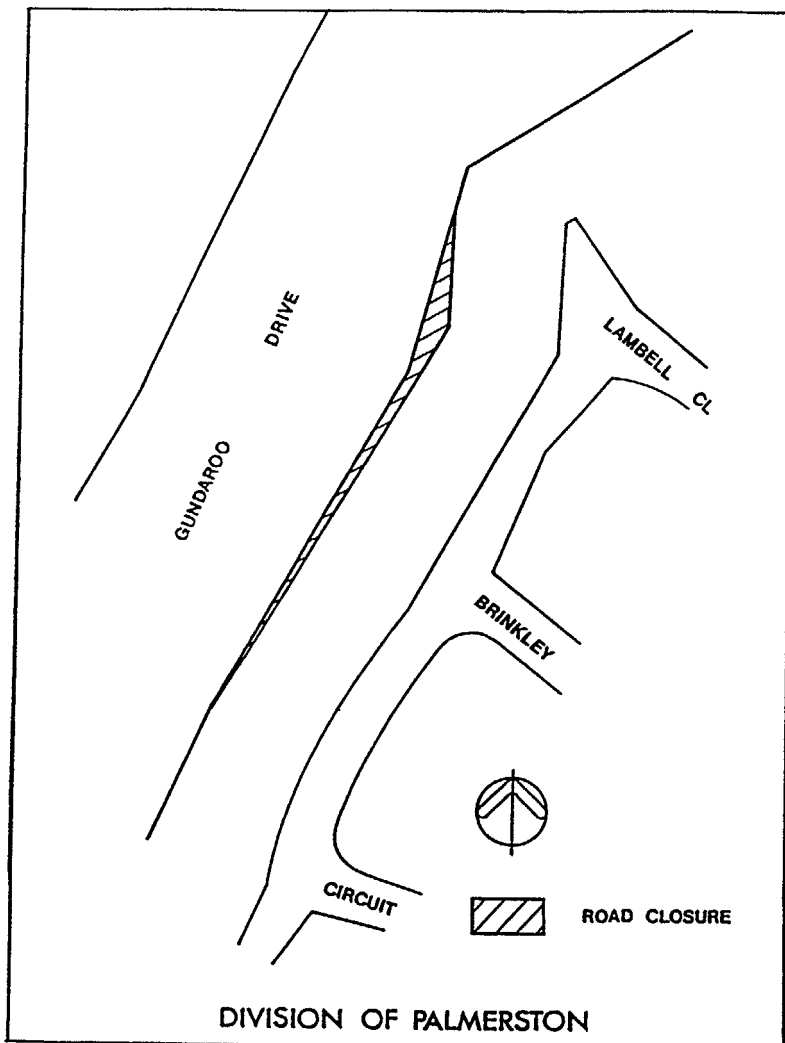 GUNDAROO DRIVE
LAMBELL CL
BRINKLEY
CIRCUIT
ROAD CLOSURE
DIVISION OF PALMERSTON